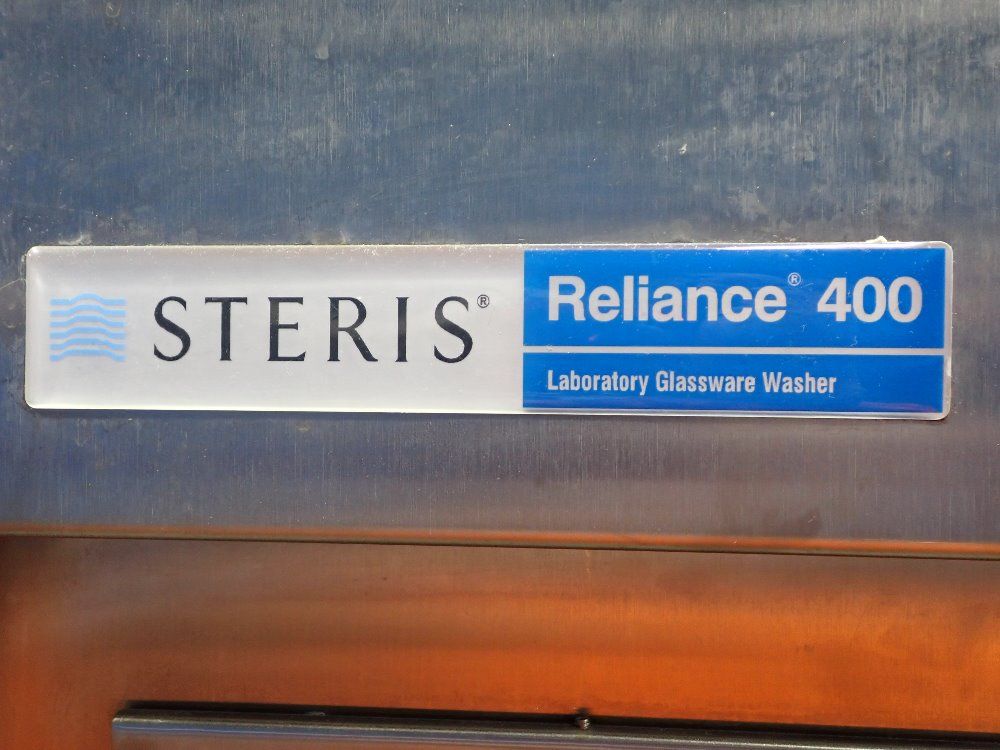 STERIS®
Reliance® 400
Laboratory Glassware Washer